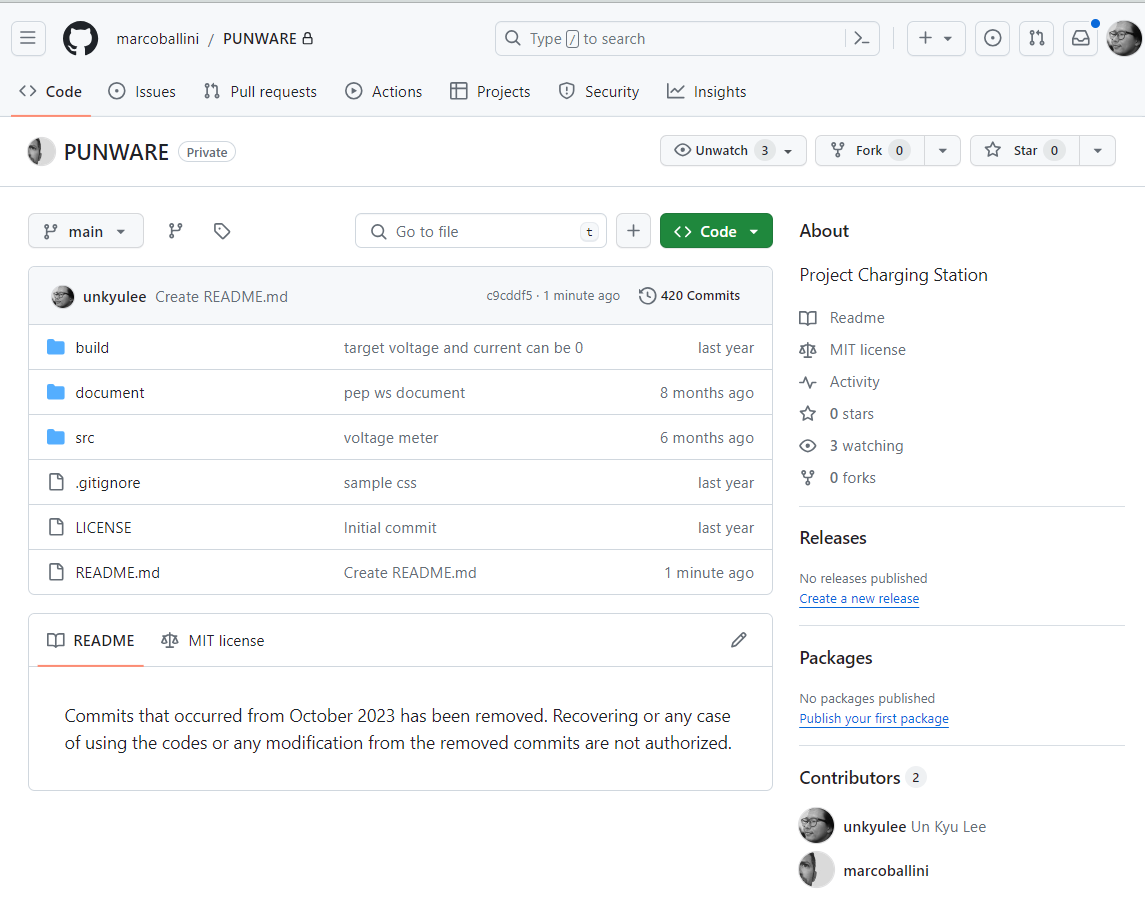 marcoballini / PUNWARE
Type / to search
Code Issues Pull requests Actions Projects Security Insights
PUNWARE Private
Unwatch 3 Fork 0 Star 0
main
Go to file t
Code
unkyulee Create README.md c9cddf5 · 1 minute ago 420 Commits
build target voltage and current can be 0 last year
document pep ws document 8 months ago
src voltage meter 6 months ago
.gitignore sample css last year
LICENSE Initial commit last year
README.md Create README.md 1 minute ago
README MIT license
Commits that occurred from October 2023 has been removed. Recovering or any case
of using the codes or any modification from the removed commits are not authorized.
About
Project Charging Station
Readme
MIT license
Activity
0 stars
3 watching
0 forks
Releases
No releases published
Create a new release
Packages
No packages published
Publish your first package
Contributors 2
unkyulee Un Kyu Lee
marcoballini